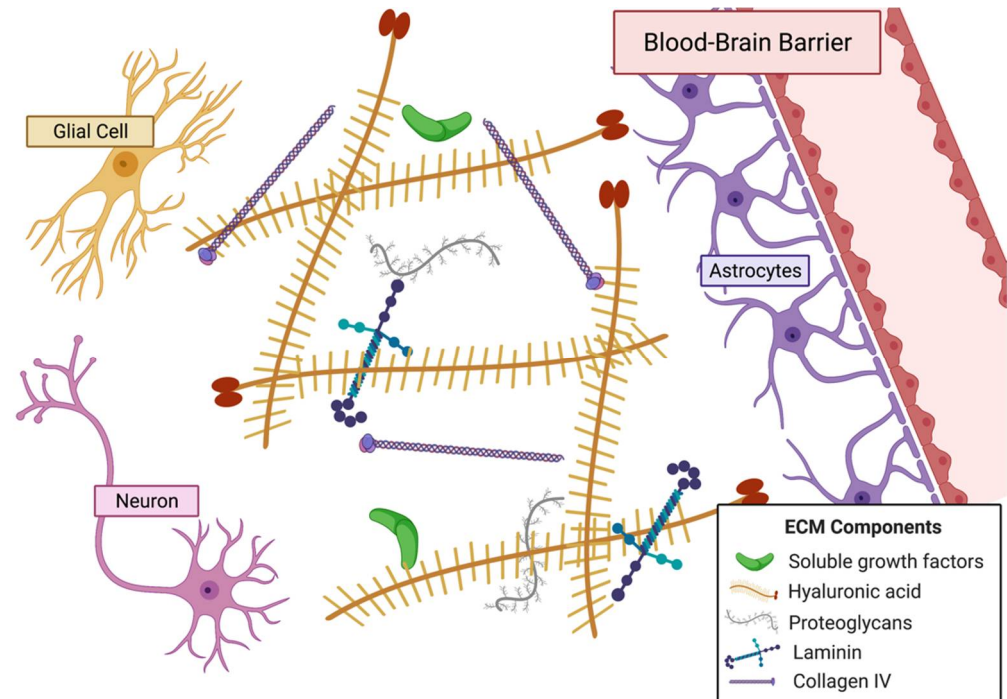 Blood-Brain Barrier
Glial Cell
Astrocytes
Neuron
ECM Components
Soluble growth factors
Hyaluronic acid
Proteoglycans
Laminin
Collagen IV